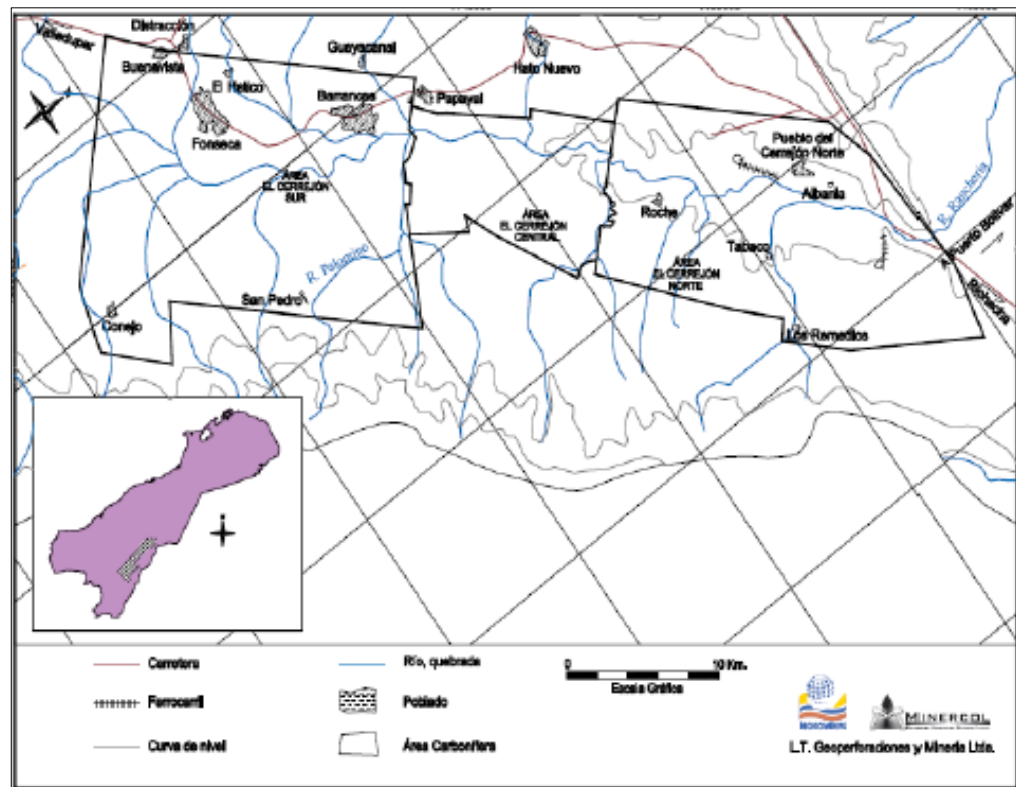 Valledupar
Distracción
Buenavista
El Hatico
Fonseca
Guayacanal
Barrancas
Papayal
Hato Nuevo
Pueblo del
Cerrejón Norte
Albania
R. Ranchería
Puerto Bolívar
Riohacha
ÁREA
EL CERREJÓN
SUR
ÁREA
EL CERREJÓN
CENTRAL
Roche
Tabaco
ÁREA
EL CERREJÓN
NORTE
R. Palomino
San Pedro
Conejo
Los Remedios
Carretera
Ferrocarril
Curva de nivel
Río, quebrada
Poblado
Área Carbonífera
0 10 Km.
Escala Gráfica
INGEOMINAS
MINERCOL
L.T. Geoperforaciones y Minería Ltda.